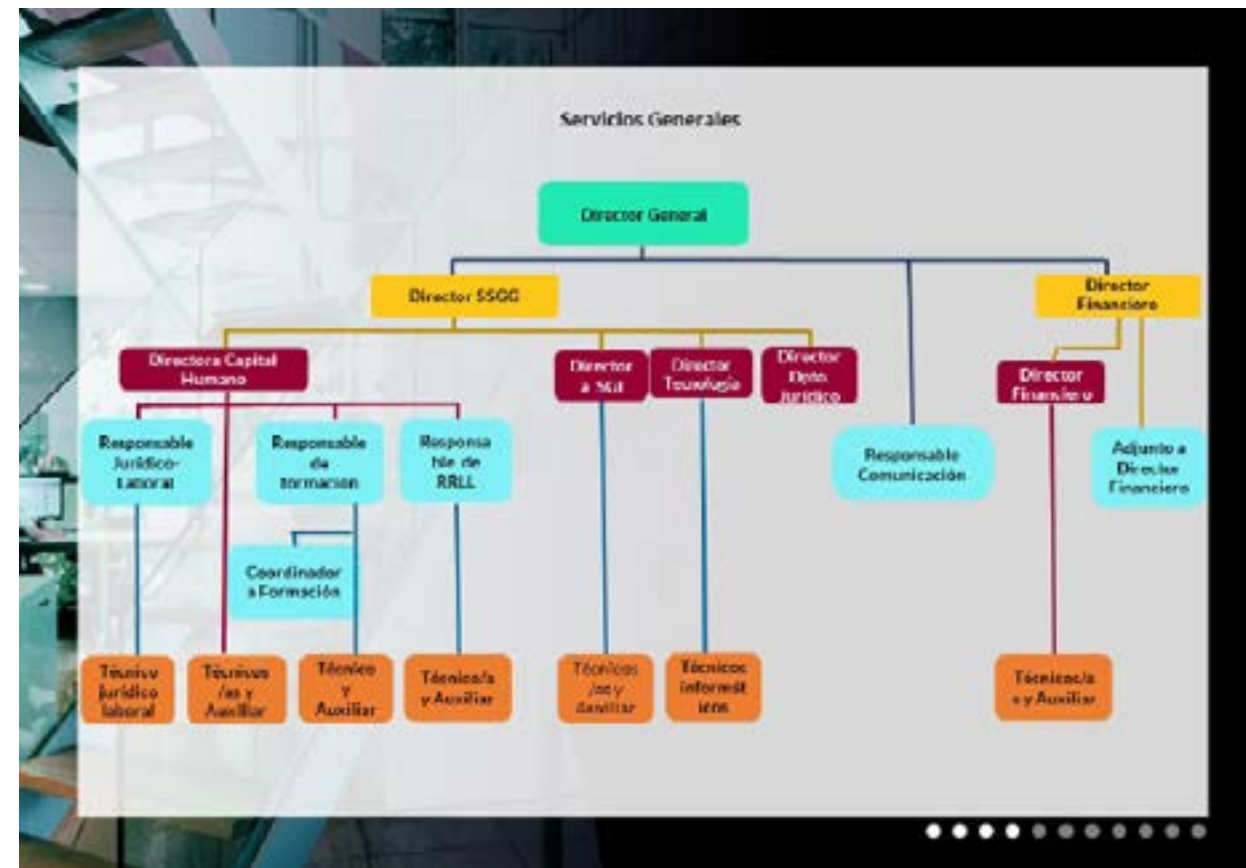 Servicios Generales
Director General
Director SSGG
Director
Financiero
Directora Capital
Humano
Director
a
Director
Tecnología
Director
Dpto
Jurídico
Director
Financiero
Responsable
Jurídico-
Laboral
Responsable
de
formación
Responsa
ble de
RRLL
Responsable
Comunicación
Adjunto a
Director
Financiero
Coordinador
a Formación
Técnico
jurídico
laboral
Técnicos
/as y
Auxiliar
Técnico
y
Auxiliar
Técnico/a
y Auxiliar
Técnicos
/as y
Auxiliar
Técnicos
informát
icos
Técnicos/a
s y Auxiliar